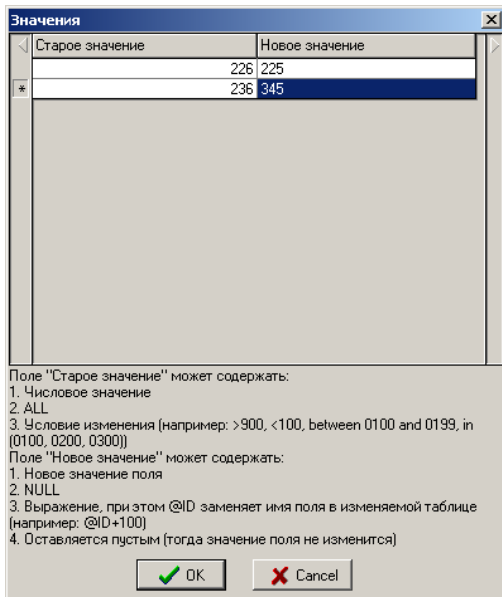 Значения
Старое значение Новое значение
226 225
* 236 345
Поле "Старое значение" может содержать:
1. Числовое значение
2. ALL
3. Условие изменения (например: >900, <100, between 0100 and 0199, in
(0100, 0200, 0300))
Поле "Новое значение" может содержать:
1. Новое значение поля
2. NULL
3. Выражение, при этом @ID заменяет имя поля в изменяемой таблице
(например: @ID+100)
4. Оставляется пустым (тогда значение поля не изменится)
OK Cancel